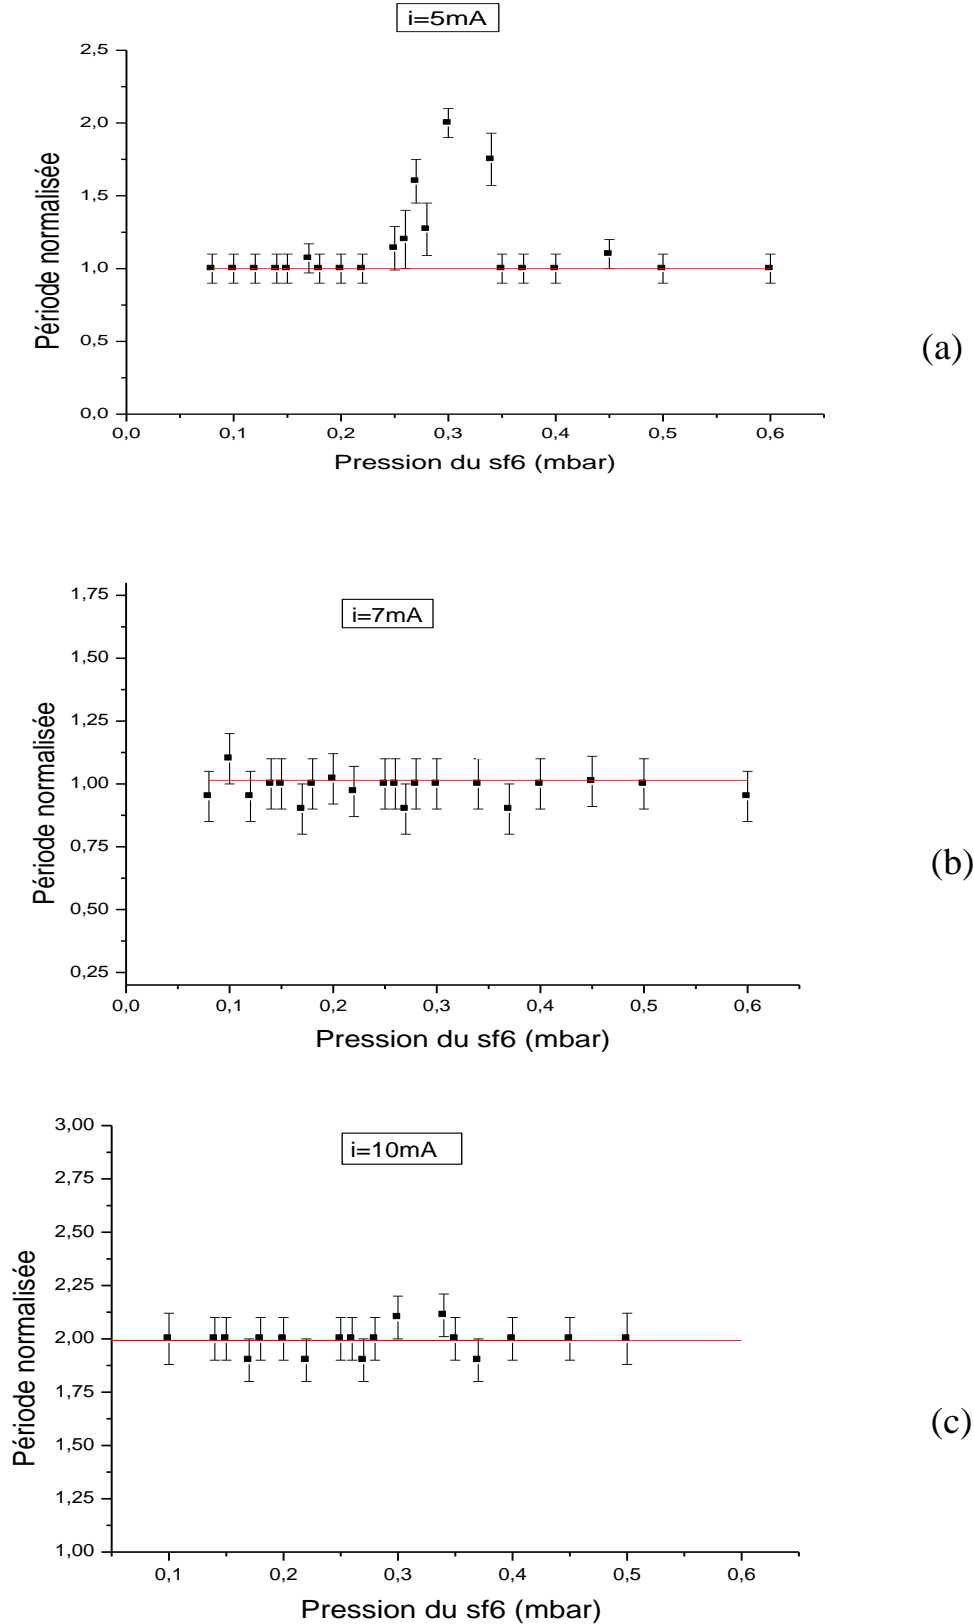 i=5mA
2,5
2,0
1,5
1,0
0,5
0,0
Période normalisée
0,0 0,1 0,2 0,3 0,4 0,5 0,6
Pression du sf6 (mbar)
(a)
i=7mA
1,75
1,50
1,25
1,00
0,75
0,50
0,25
Période normalisée
0,0 0,1 0,2 0,3 0,4 0,5 0,6
Pression du sf6 (mbar)
(b)
i=10mA
3,00
2,75
2,50
2,25
2,00
1,75
1,50
1,25
1,00
Période normalisée
0,1 0,2 0,3 0,4 0,5 0,6
Pression du sf6 (mbar)
(c)